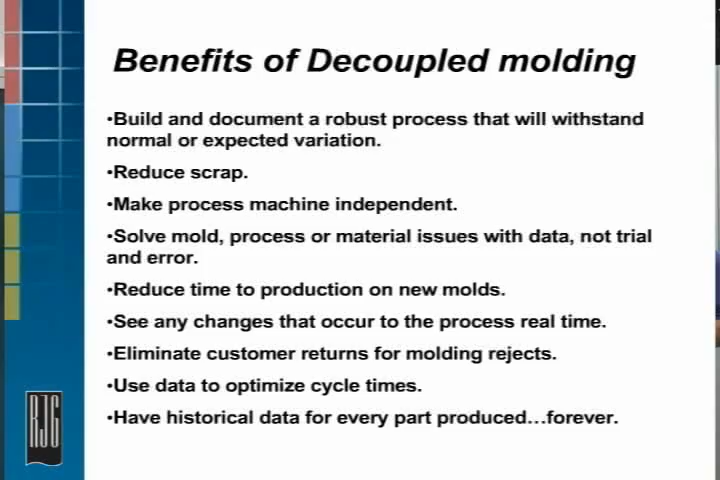 Benefits of Decoupled molding
•Build and document a robust process that will withstand
normal or expected variation.
•Reduce scrap.
•Make process machine independent.
•Solve mold, process or material issues with data, not trial
and error.
•Reduce time to production on new molds.
•See any changes that occur to the process real time.
•Eliminate customer returns for molding rejects.
•Use data to optimize cycle times.
•Have historical data for every part produced…forever.
RJG